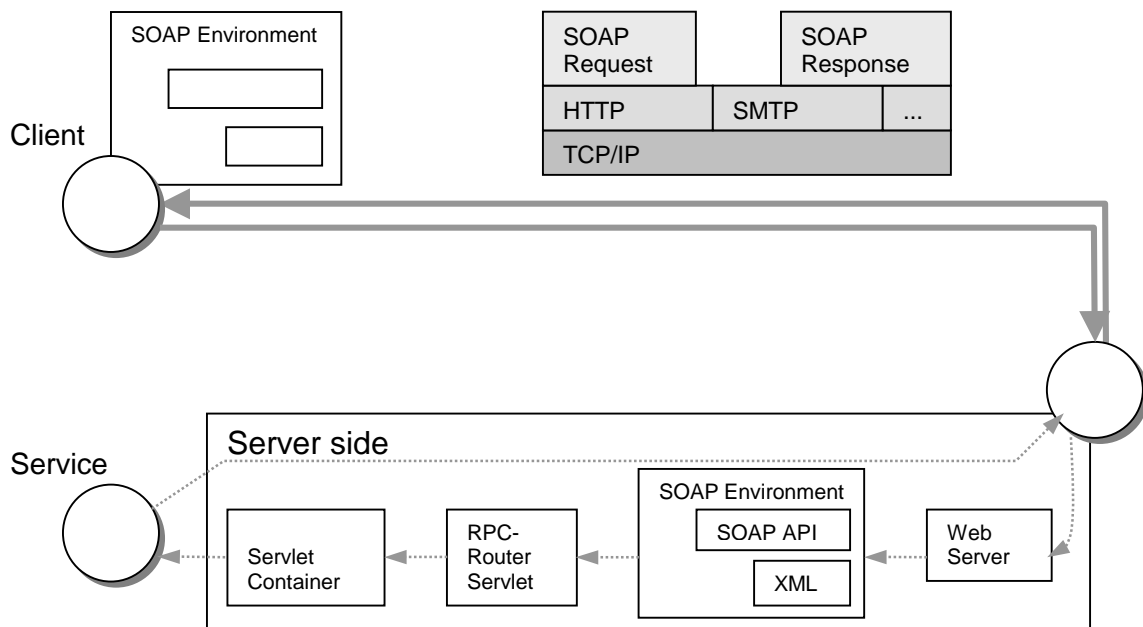 SOAP Environment
SOAP
Request
SOAP
Response
HTTP
SMTP
...
TCP/IP
Client
Server side
Service
SOAP Environment
SOAP API
XML
Web
Server
RPC-
Router
Servlet
Servlet
Container